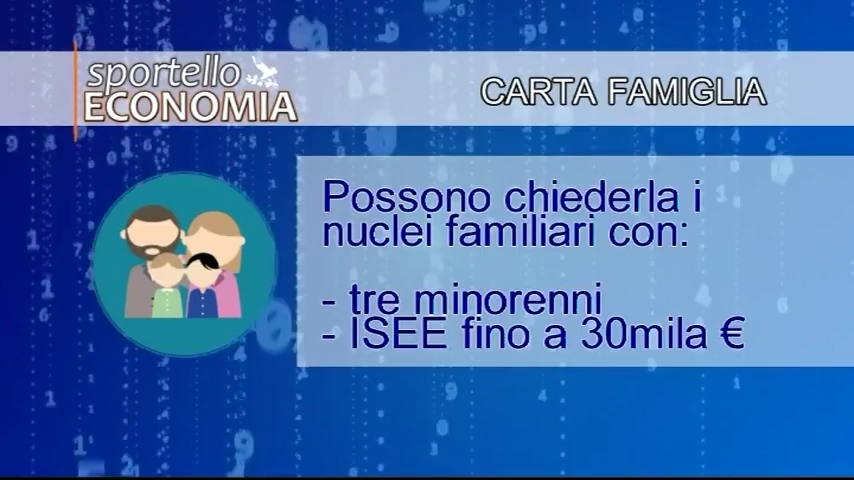 sportello
ECONOMIA
CARTA FAMIGLIA
Possono chiederla i
nuclei familiari con:
- tre minorenni
- ISEE fino a 30mila €